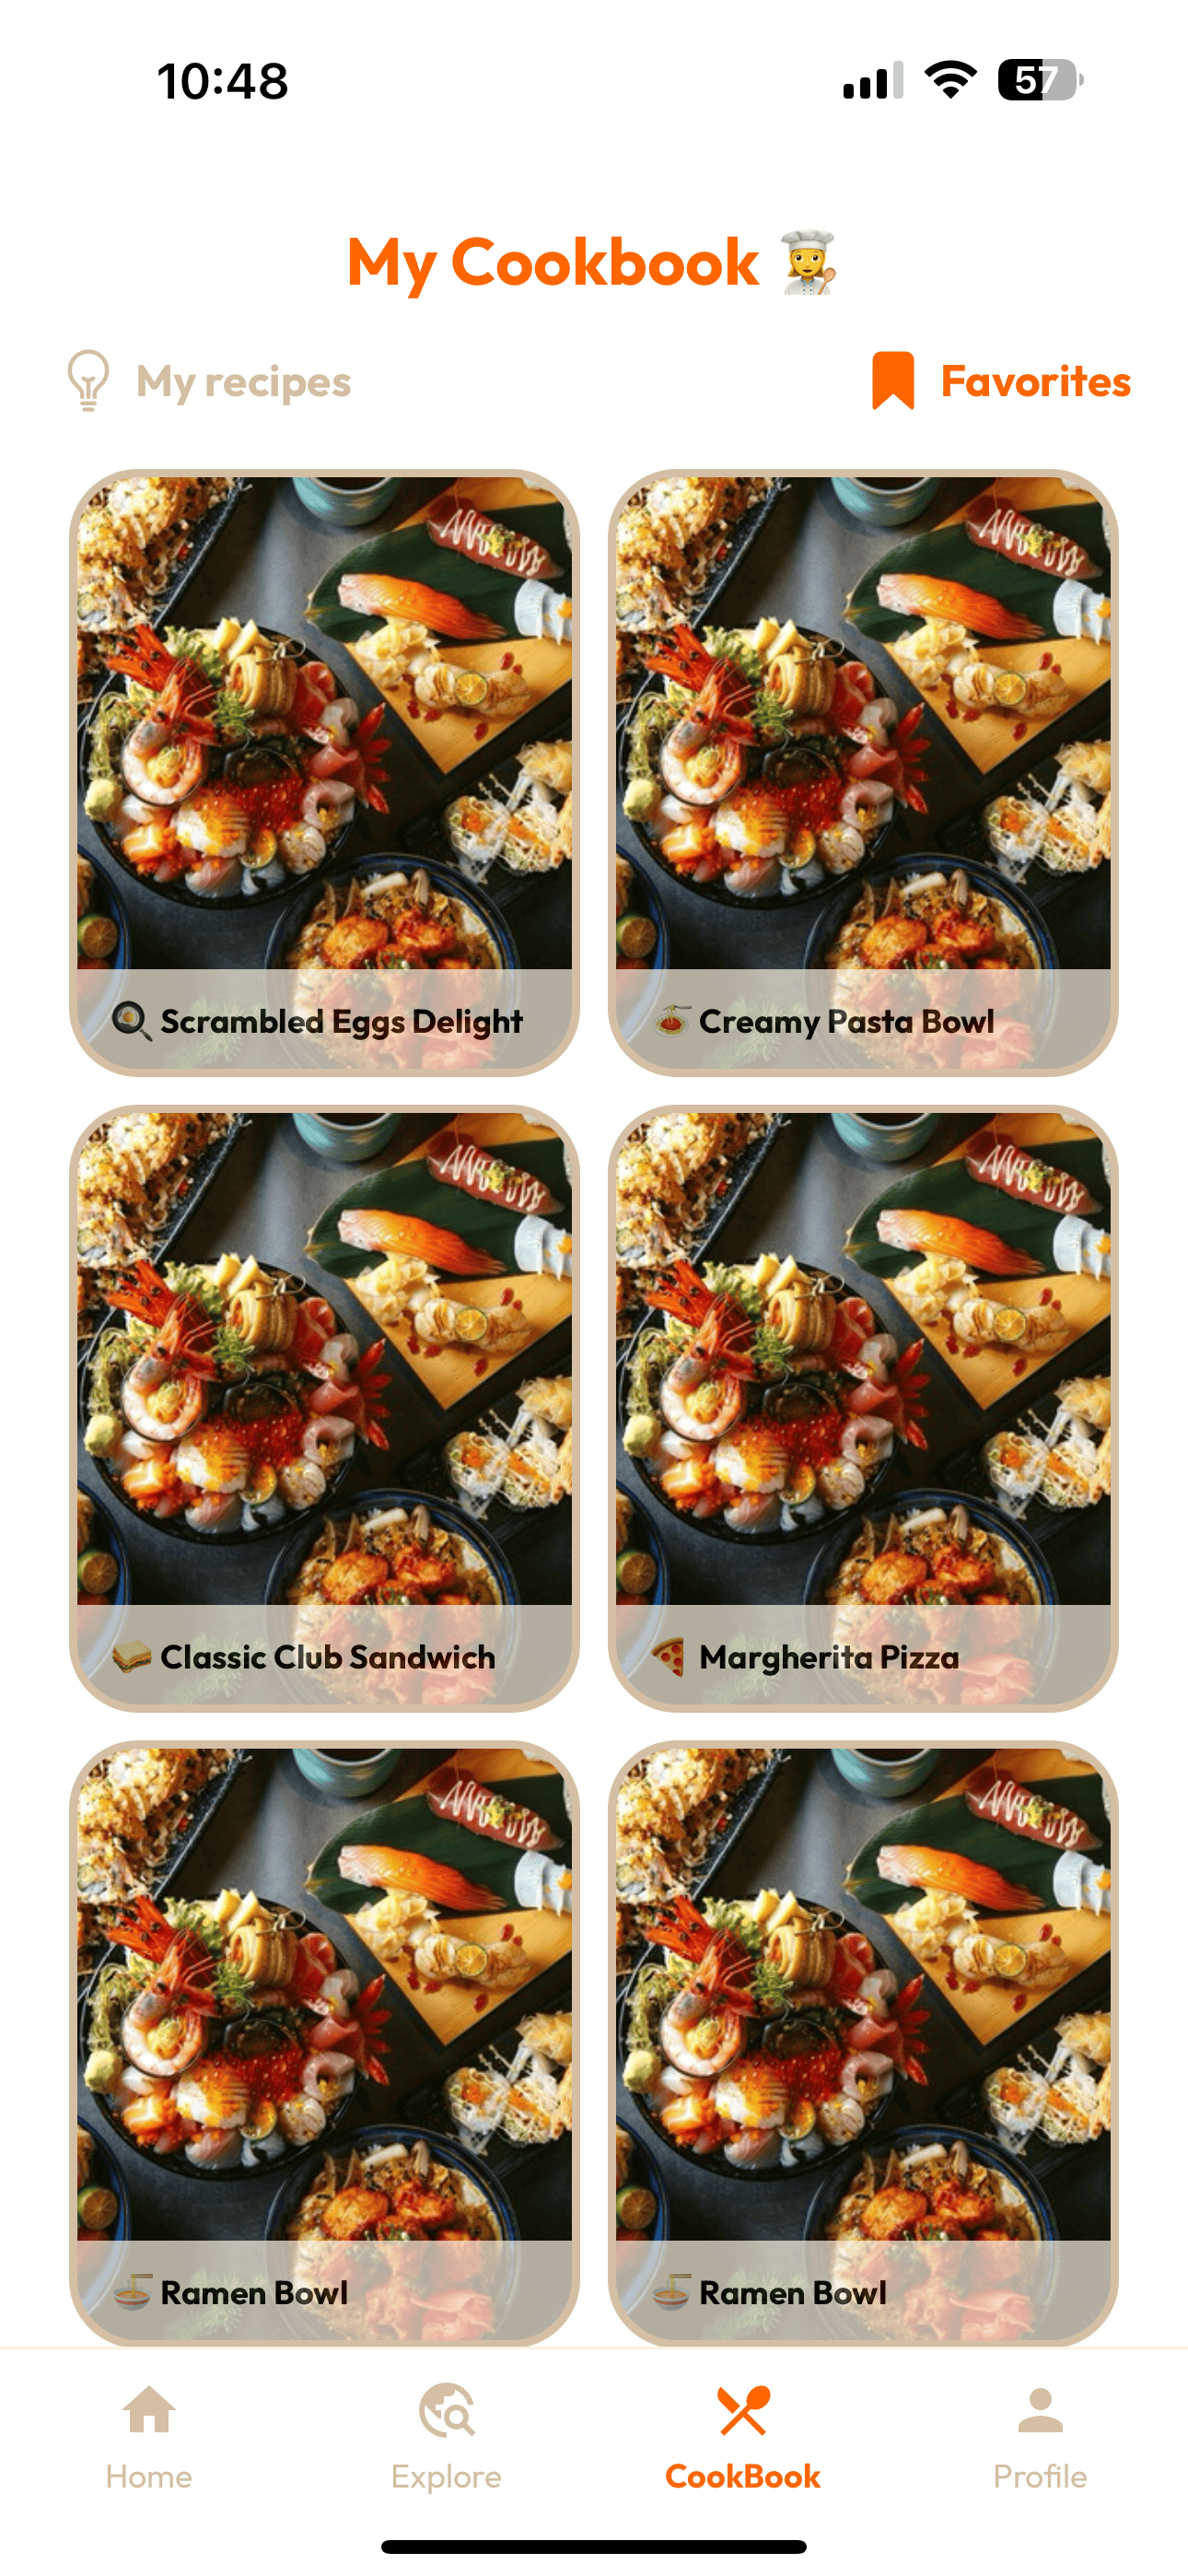 10:48
57
My Cookbook 👩‍🍳
My recipes
Favorites
🍳 Scrambled Eggs Delight
🍝 Creamy Pasta Bowl
🥪 Classic Club Sandwich
🍕 Margherita Pizza
🍜 Ramen Bowl
🍜 Ramen Bowl
Home
Explore
CookBook
Profile